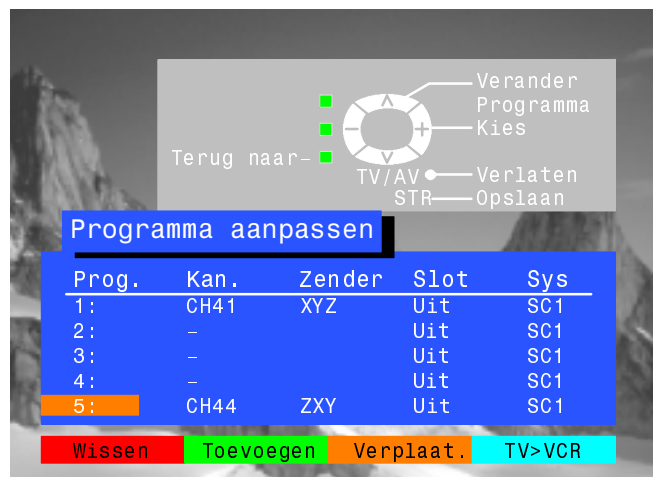 Verander
Programma
Kies
Terug naar
TV/AV Verlaten
STR Opslaan
Programma aanpassen
Prog. Kan. Zender Slot Sys
1: CH41 XYZ Uit SC1
2: - Uit SC1
3: - Uit SC1
4: - Uit SC1
5: CH44 ZXY Uit SC1
Wissen Toevoegen Verplaat. TV>VCR